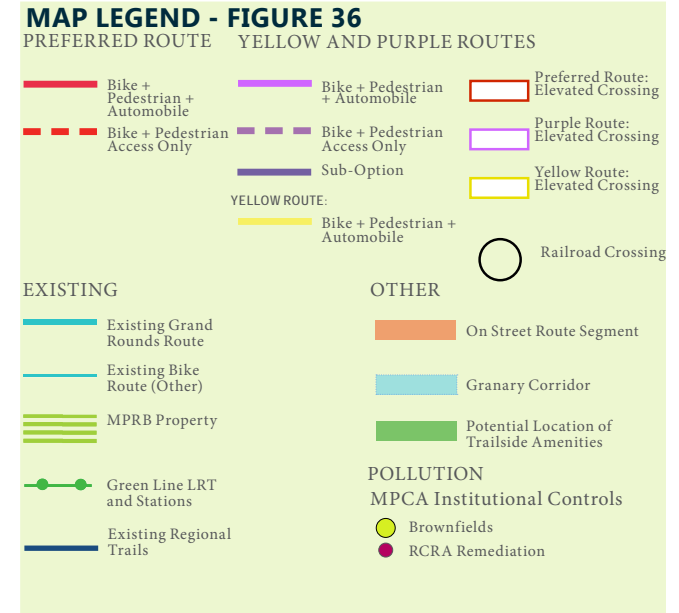 MAP LEGEND - FIGURE 36
PREFERRED ROUTE
Bike +
Pedestrian +
Automobile
Bike + Pedestrian
Access Only
YELLOW AND PURPLE ROUTES
Bike + Pedestrian
+ Automobile
Bike + Pedestrian
Access Only
Sub-Option
YELLOW ROUTE:
Bike + Pedestrian +
Automobile
Preferred Route:
Elevated Crossing
Purple Route:
Elevated Crossing
Yellow Route:
Elevated Crossing
Railroad Crossing
EXISTING
Existing Grand
Rounds Route
Existing Bike
Route (Other)
MPRB Property
Green Line LRT
and Stations
Existing Regional
Trails
OTHER
On Street Route Segment
Granary Corridor
Potential Location of
Trailside Amenities
POLLUTION
MPCA Institutional Controls
Brownfields
RCRA Remediation